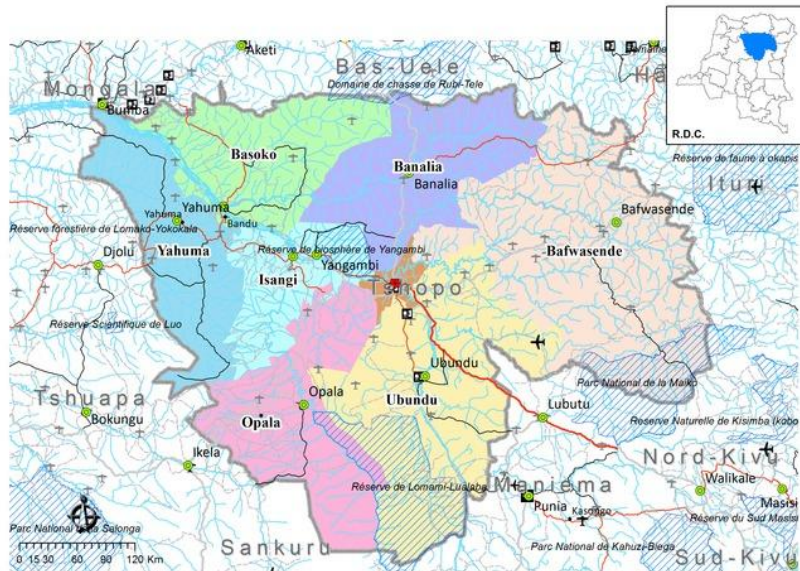 R.D.C.
Aketi
Bas-Uele
Domaine de chasse de Rubi-Tele
Mongala
Bumba
Basoko
Banalia
Banalia
Réserve de faune à okapis
Ituri
Yahuma
Yahuma
Bandu
Bafwasende
Réserve forestière de Lomako-Yokokala
Yahuma
Réserve de biosphère de Yangambi
Bafwasende
Djolu
Isangi
Yangambi
Tshopo
Réserve Scientifique de Luo
Parc National de la Maiko
Ubundu
Tshuapa
Bokungu
Opala
Opala
Ubundu
Lubutu
Reserve Naturelle de Kisimba Ikobo
Ikela
Nord-Kivu
Réserve de Lomami-Lualaba
Maniema
Walikale
Masisi
Punia
Kasongo
Réserve du Sud Masisi
Parc National de la Salonga
Sankuru
Parc National de Kahuzi-Biega
Sud-Kivu
0 15 30 60 90 120 Km